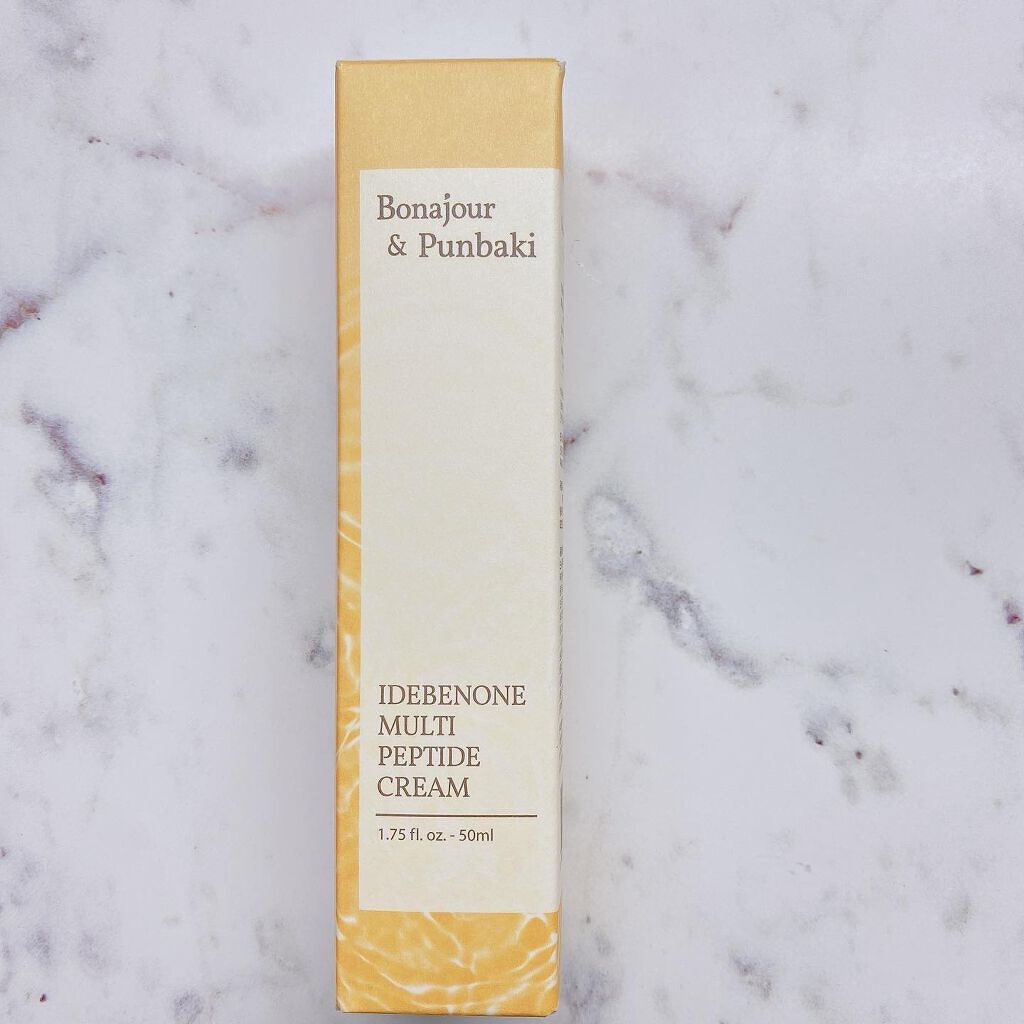 Bonajour
& Punbaki
IDEBENONE
MULTI
PEPTIDE
CREAM
1.75 fl. oz. - 50ml